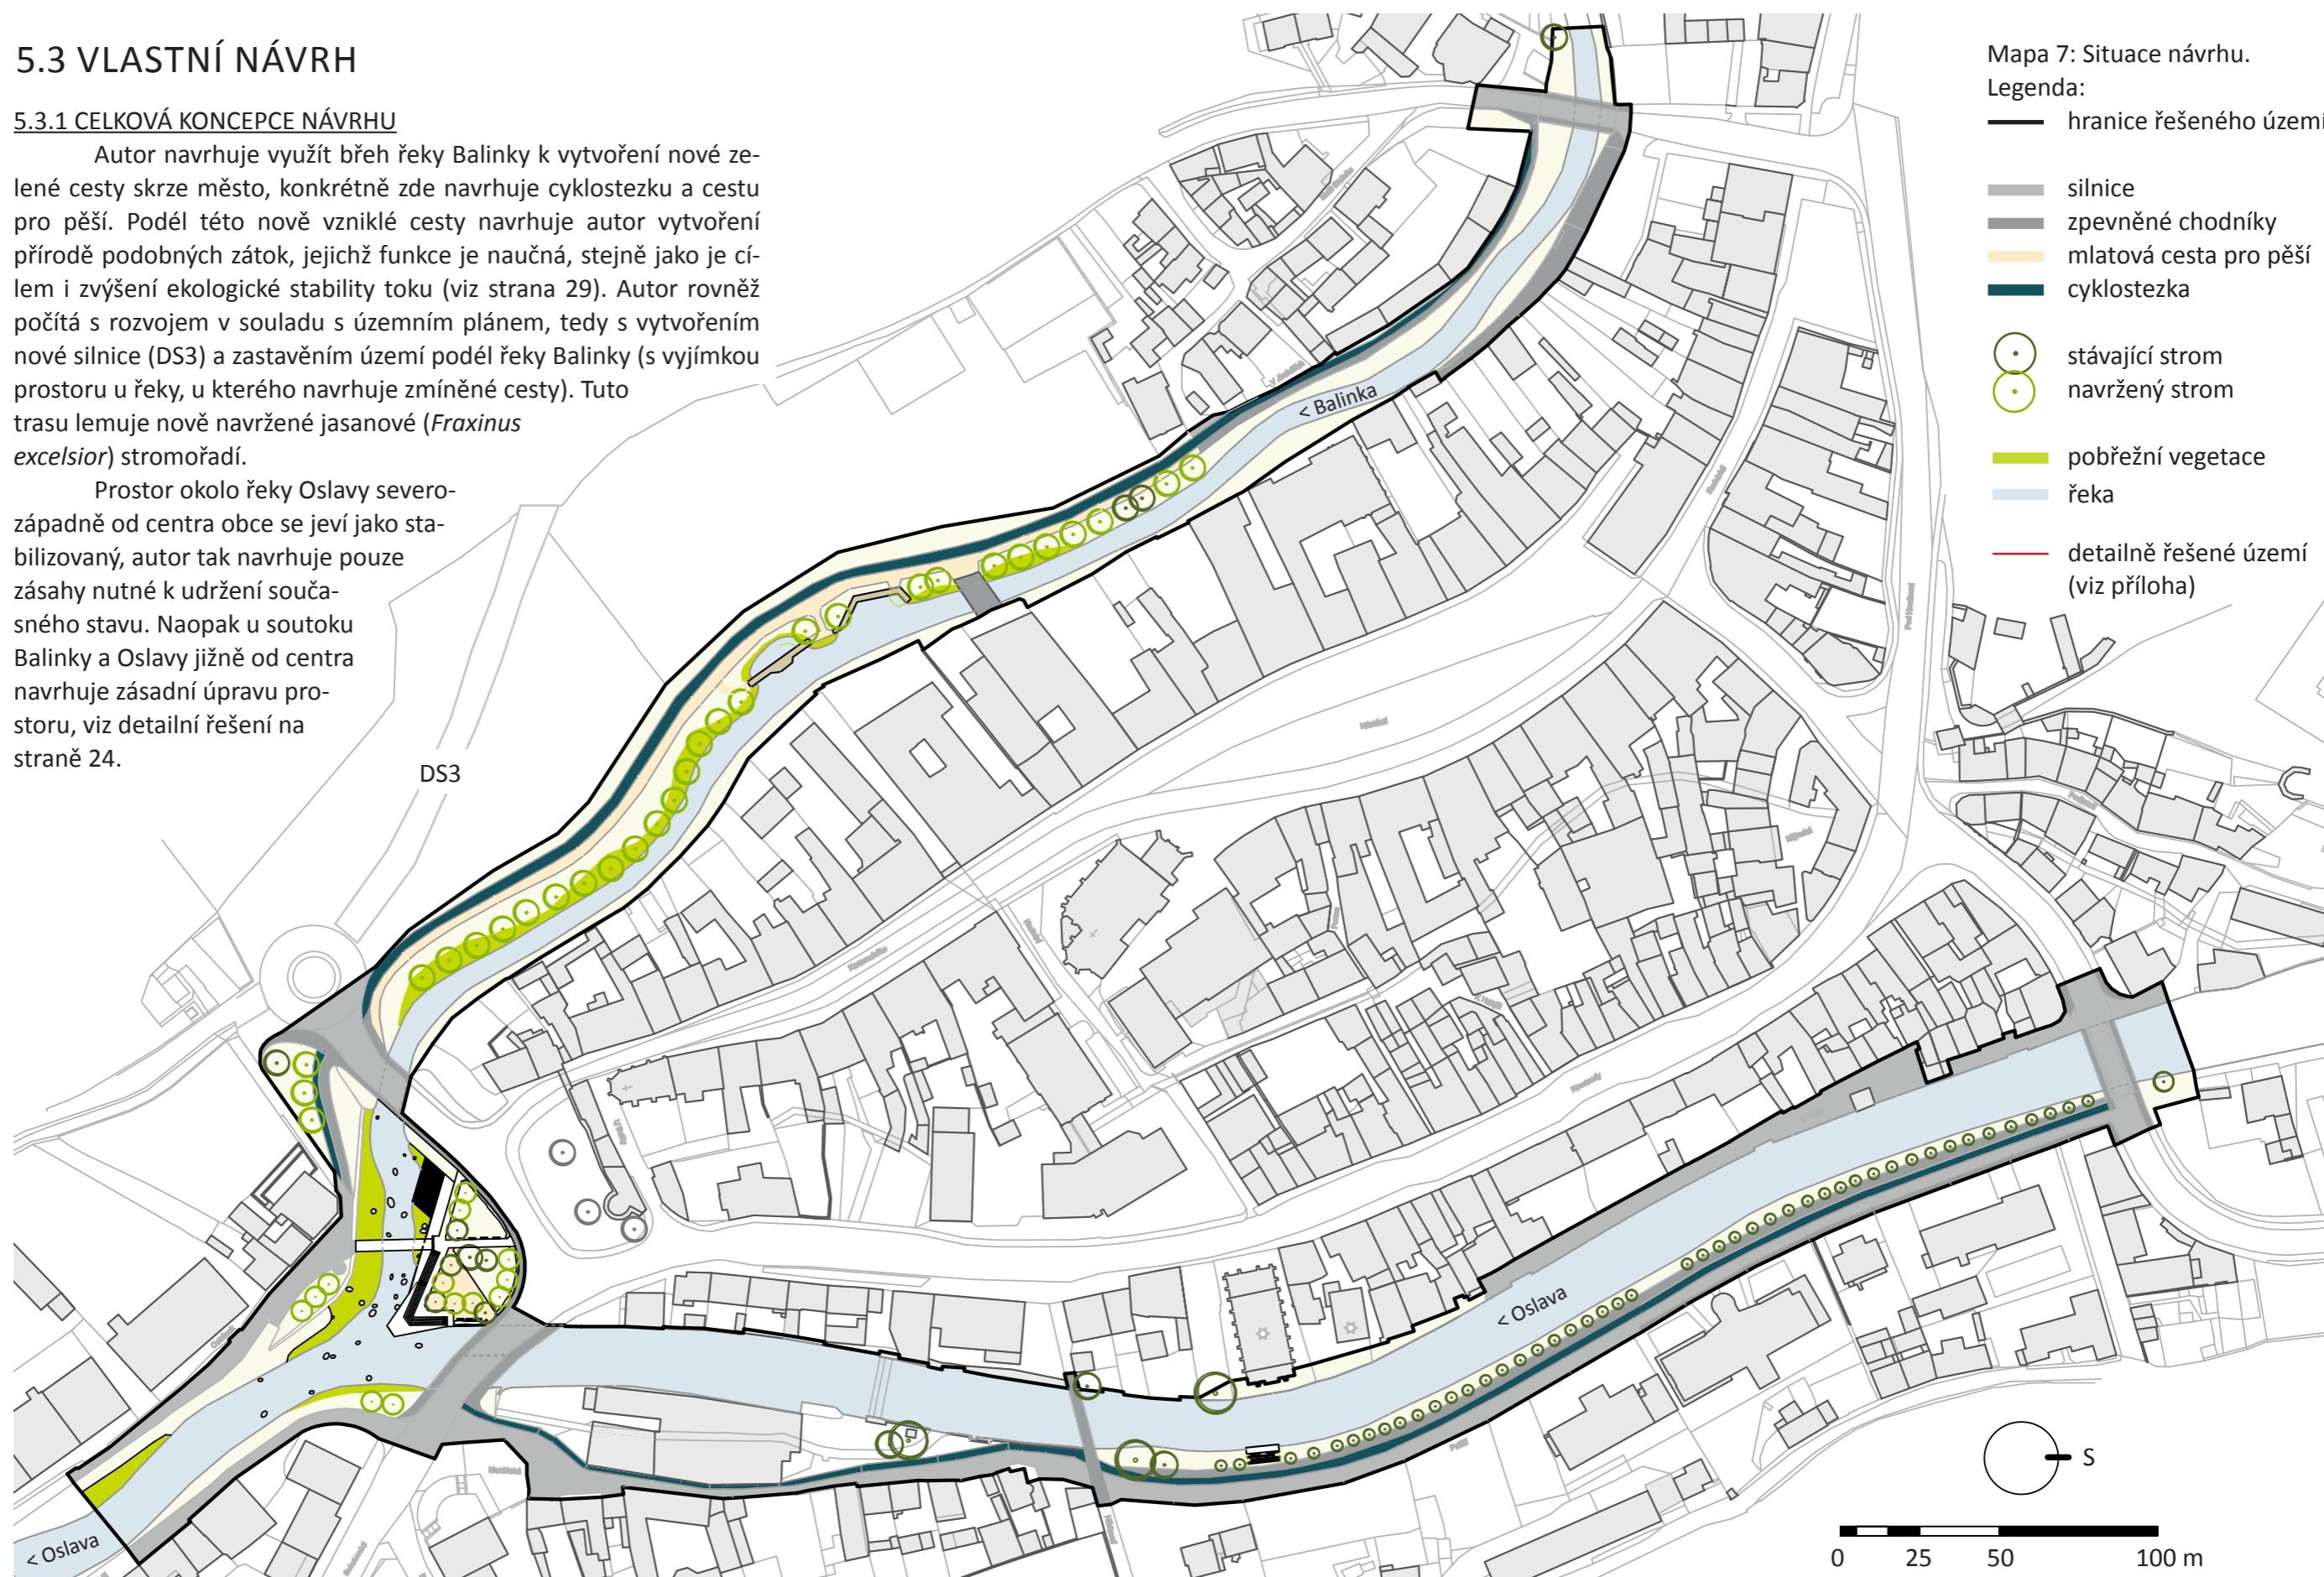 5.3 VLASTNÍ NÁVRH
5.3.1 CELKOVÁ KONCEPCE NÁVRHU
Autor navrhuje využít břeh řeky Balinky k vytvoření nové ze-
lené cesty skrze město, konkrétně zde navrhuje cyklostezku a cestu
pro pěší. Podél této nově vzniklé cesty navrhuje autor vytvoření
přírodě podobných zátok, jejichž funkce je naučná, stejně jako je cí-
lem i zvýšení ekologické stability toku (viz strana 29). Autor rovněž
počítá s rozvojem v souladu s územním plánem, tedy s vytvořením
nové silnice (DS3) a zastavěním území podél řeky Balinky (s vyjímkou
prostoru u řeky, u kterého navrhuje zmíněné cesty). Tuto
trasu lemuje nově navržené jasanové (Fraxinus
excelsior) stromořadí.
Prostor okolo řeky Oslavy severo-
západně od centra obce se jeví jako sta-
bilizovaný, autor tak navrhuje pouze
zásahy nutné k udržení souča-
sného stavu. Naopak u soutoku
Balinky a Oslavy jižně od centra
navrhuje zásadní úpravu pro-
storu, viz detailní řešení na
straně 24.
Mapa 7: Situace návrhu.
Legenda:
hranice řešeného území
silnice
zpevněné chodníky
mlatová cesta pro pěší
cyklostezka
stávající strom
navržený strom
pobřežní vegetace
řeka
detailně řešené území
(viz příloha)
< Balinka
DS3
< Oslava
< Oslava
S
0 25 50 100 m